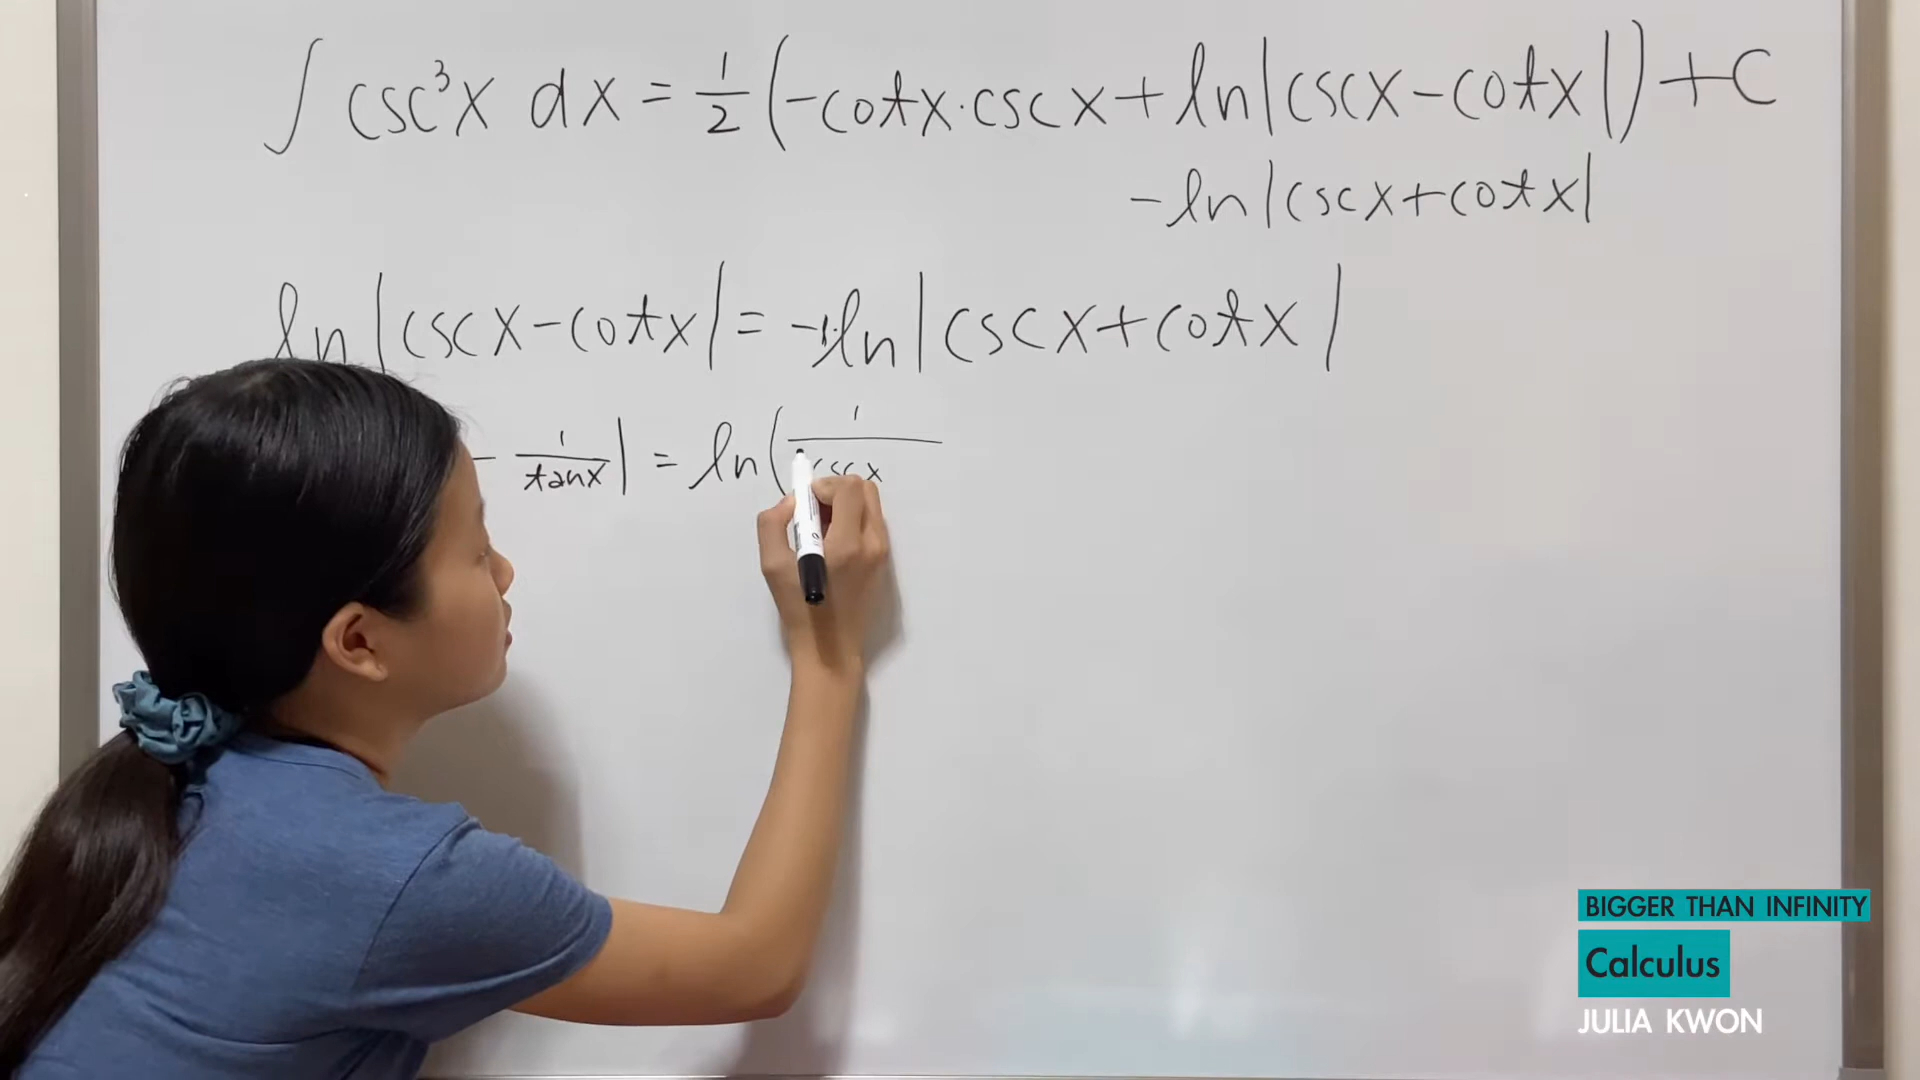 ∫ csc³x dx = 1/2 (-cotx·cscx + ln|cscx - cotx|) + C
-ln|cscx + cotx|
ln|cscx - cotx| = -1·ln|cscx + cotx|
- 1/tanx| = ln(1/|cscx
BIGGER THAN INFINITY
Calculus
JULIA KWON